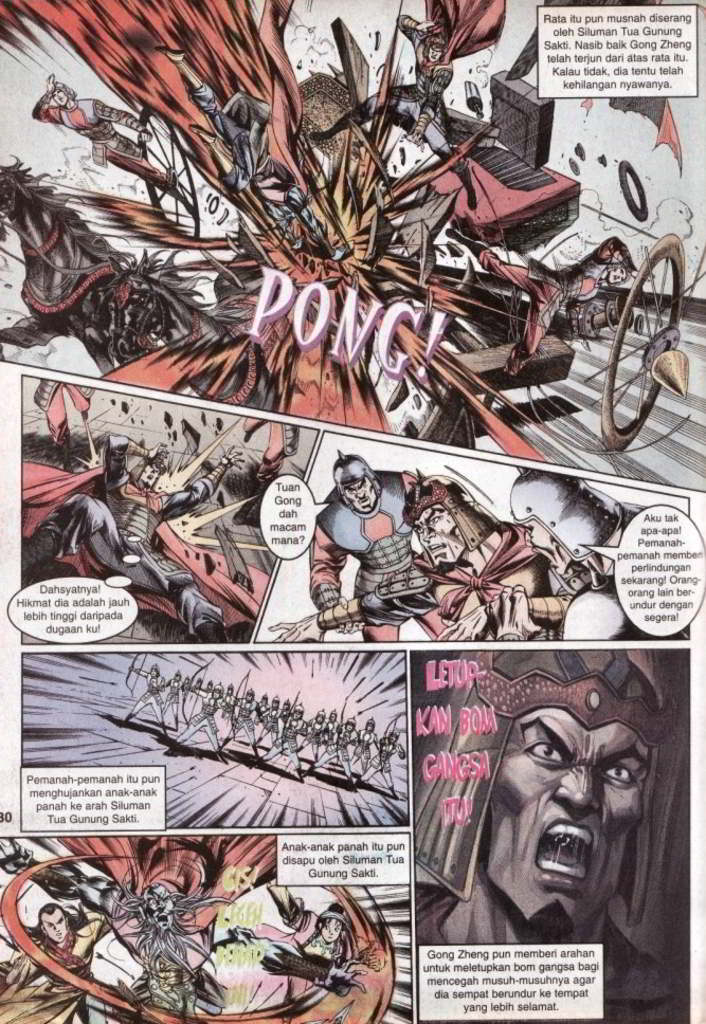 Rata itu pun musnah diserang
oleh Siluman Tua Gunung
Sakti. Nasib baik Gong Zheng
telah terjun dari atas rata itu.
Kalau tidak, dia tentu telah
kehilangan nyawanya.
PONG!
Dahsyatnya!
Hikmat dia adalah jauh
lebih tinggi daripada
dugaan ku!
Tuan
Gong
dah
macam
mana?
Aku tak
apa-apa!
Pemanah-
pemanah memberi
perlindungan
sekarang! Orang-
orang lain ber-
undur dengan
segera!
Pemanah-pemanah itu pun
menghujankan anak-anak
panah ke arah Siluman
Tua Gunung Sakti.
LETUP-
KAN BOM
GANGSA
ITU!
30
Anak-anak panah itu pun
disapu oleh Siluman Tua
Gunung Sakti.
Gong Zheng pun memberi arahan
untuk meletupkan bom gangsa bagi
mencegah musuh-musuhnya agar
dia sempat berundur ke tempat
yang lebih selamat.